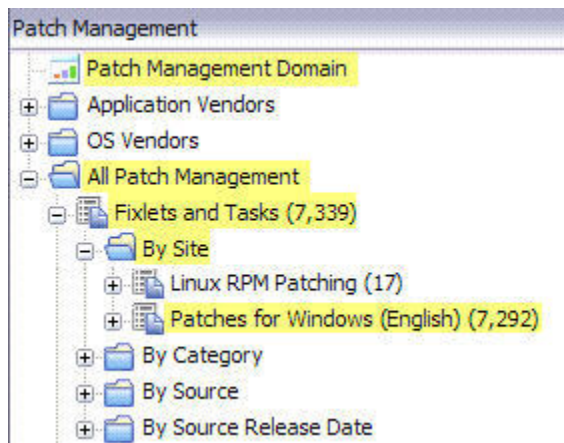 Patch Management
Patch Management Domain
Application Vendors
OS Vendors
All Patch Management
Fixlets and Tasks (7,339)
By Site
Linux RPM Patching (17)
Patches for Windows (English) (7,292)
By Category
By Source
By Source Release Date